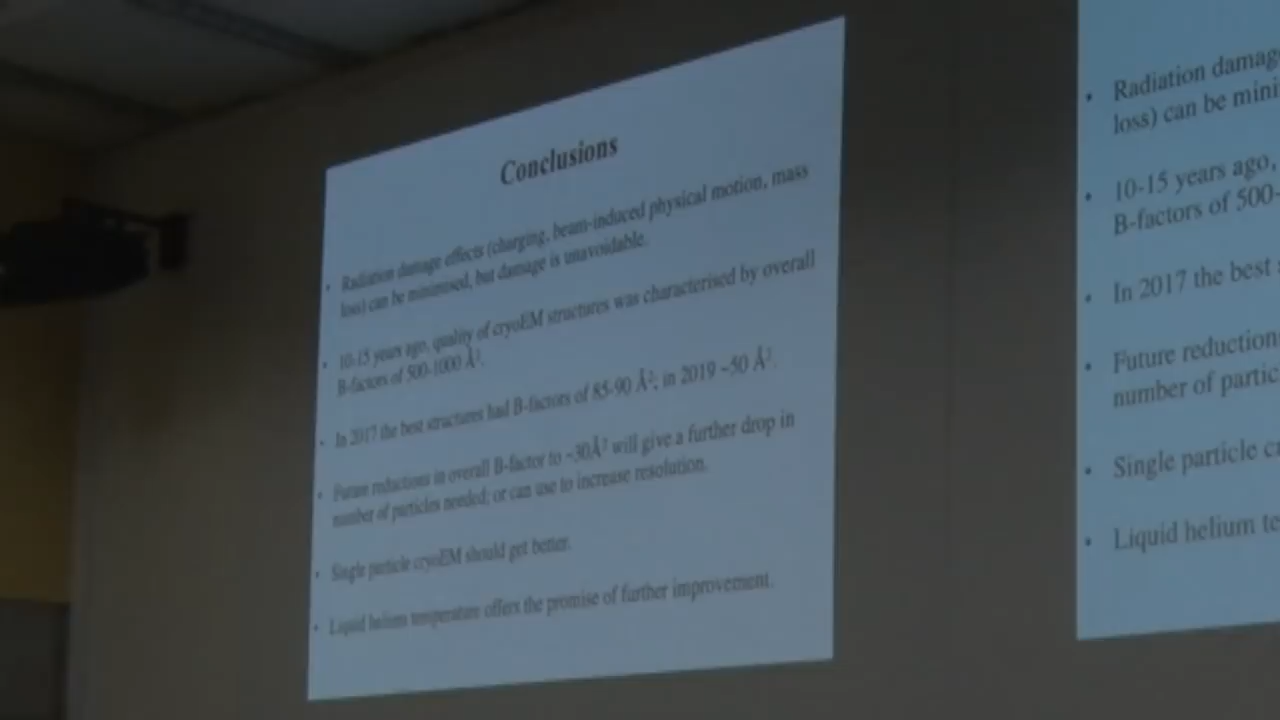 Conclusions
• Radiation damage effects (charging, beam-induced physical motion, mass
loss) can be minimised, but damage is unavoidable.
• 10-15 years ago, quality of cryoEM structures was characterised by overall
B-factors of 500-1000 Å².
• In 2017 the best structures had B-factors of 85-90 Å², in 2019 ~50 Å².
• Future reductions in overall B-factor to ~30Å² will give a further drop in
number of particles needed; or can use to increase resolution.
• Single particle cryoEM should get better.
• Liquid helium temperature offers the promise of further improvement.
• Radiation damag
loss) can be mini
• 10-15 years ago,
B-factors of 500-
• In 2017 the best
• Future reduction
number of partic
• Single particle c
• Liquid helium te